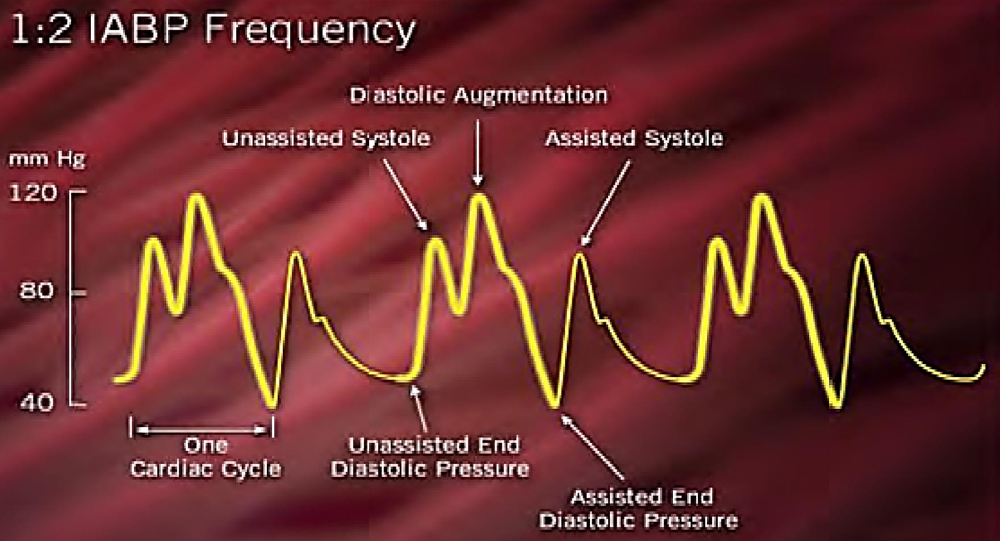 1:2 IABP Frequency
Diastolic Augmentation
Unassisted Systole
Assisted Systole
mm Hg
120
80
40
One
Cardiac Cycle
Unassisted End
Diastolic Pressure
Assisted End
Diastolic Pressure